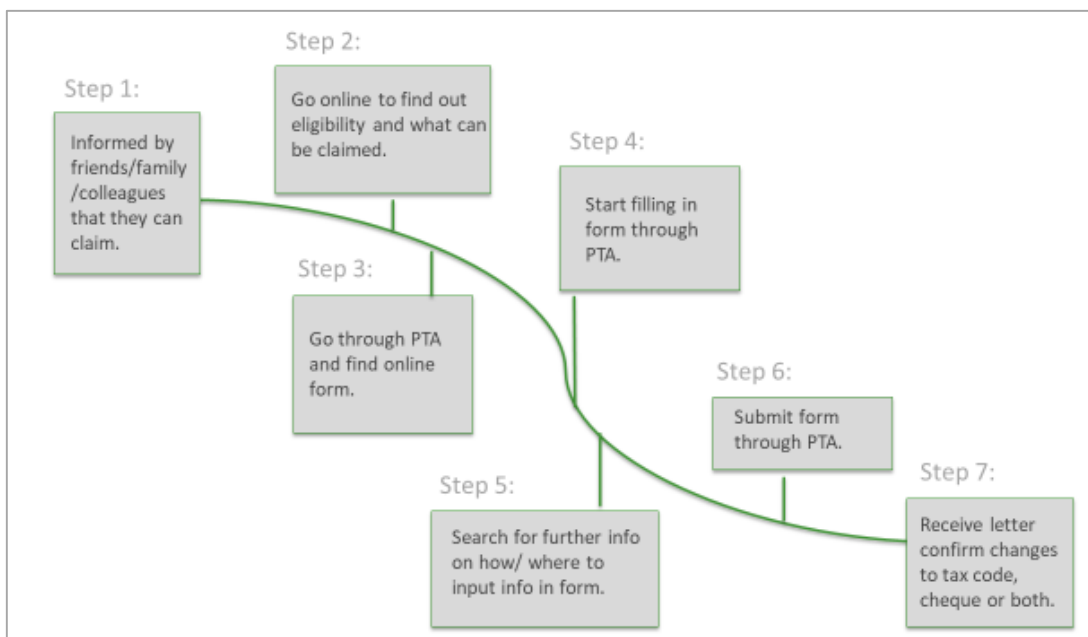 Step 1:
Informed by
friends/family
/colleagues
that they can
claim.
Step 2:
Go online to find out
eligibility and what can
be claimed.
Step 3:
Go through PTA
and find online
form.
Step 4:
Start filling in
form through
PTA.
Step 5:
Search for further info
on how/ where to
input info in form.
Step 6:
Submit form
through PTA.
Step 7:
Receive letter
confirm changes
to tax code,
cheque or both.